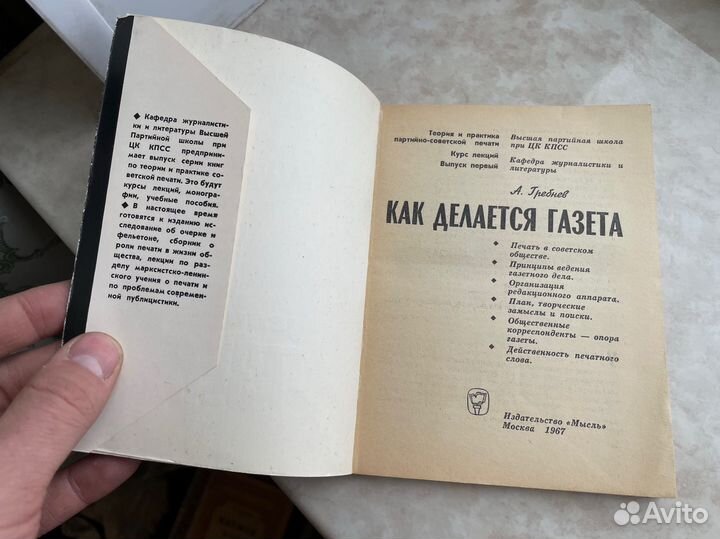 ◆ Кафедра журналисти-
ки и литературы Высшей
Партийной школы при
ЦК КПСС предприни-
мает выпуск серии книг
по теории и практике со-
ветской печати. Это будут
курсы лекций, моногра-
фии, учебные пособия.
◆ В настоящее время
готовятся к изданию ис-
следование об очерке и
фельетоне, сборник о
роли печати в жизни об-
щества, лекции по раз-
делу марксистско-ленин-
ского учения о печати и
по проблемам современ-
ной публицистики.
Теория и практика
партийно-советской печати
Курс лекций
Выпуск первый
Высшая партийная школа
при ЦК КПСС
Кафедра журналистики и
литературы
А. Гребнев
КАК ДЕЛАЕТСЯ ГАЗЕТА
◆ Печать в советском
обществе.
◆ Принципы ведения
газетного дела.
◆ Организация
редакционного аппарата.
◆ План, творческие
замыслы и поиски.
◆ Общественные
корреспонденты — опора
газеты.
◆ Действенность печатного
слова.
Издательство «Мысль»
Москва 1967
Avito